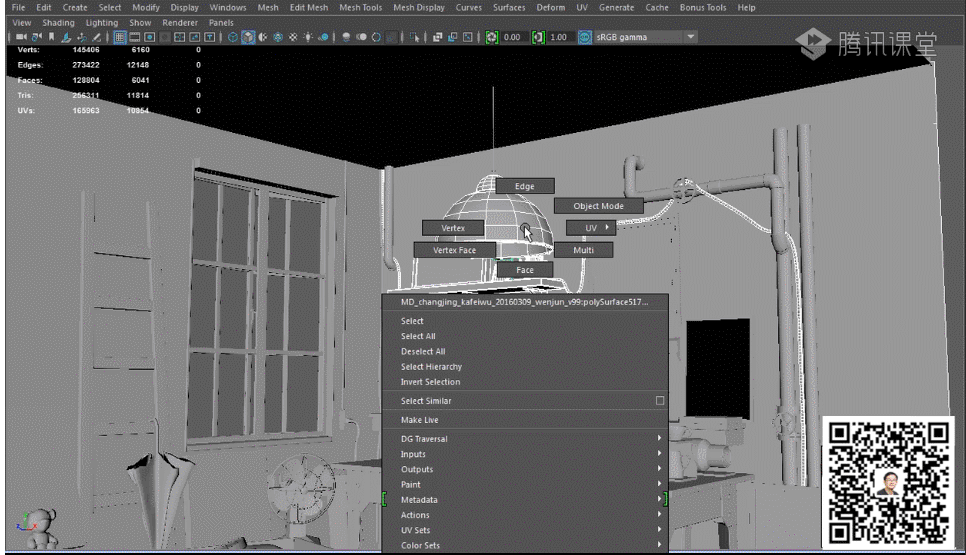 File Edit Create Select Modify Display Windows Mesh Edit Mesh Mesh Tools Mesh Display Curves Surfaces Deform UV Generate Cache Bonus Tools Help
View Shading Lighting Show Renderer Panels
0.00 1.00 sRGB gamma
腾讯课堂
Verts: 145406 6160 0
Edges: 273422 12148 0
Faces: 128804 6041 0
Tris: 256311 11814 0
UVs: 165963 10854 0
Edge
Object Mode
Vertex
UV
Vertex Face
Multi
Face
MD_changjing_kafeiwu_20160309_wenjun_v99:polySurface517...
Select
Select All
Deselect All
Select Hierarchy
Invert Selection
Select Similar
Make Live
DG Traversal
Inputs
Outputs
Paint
Metadata
Actions
UV Sets
Color Sets